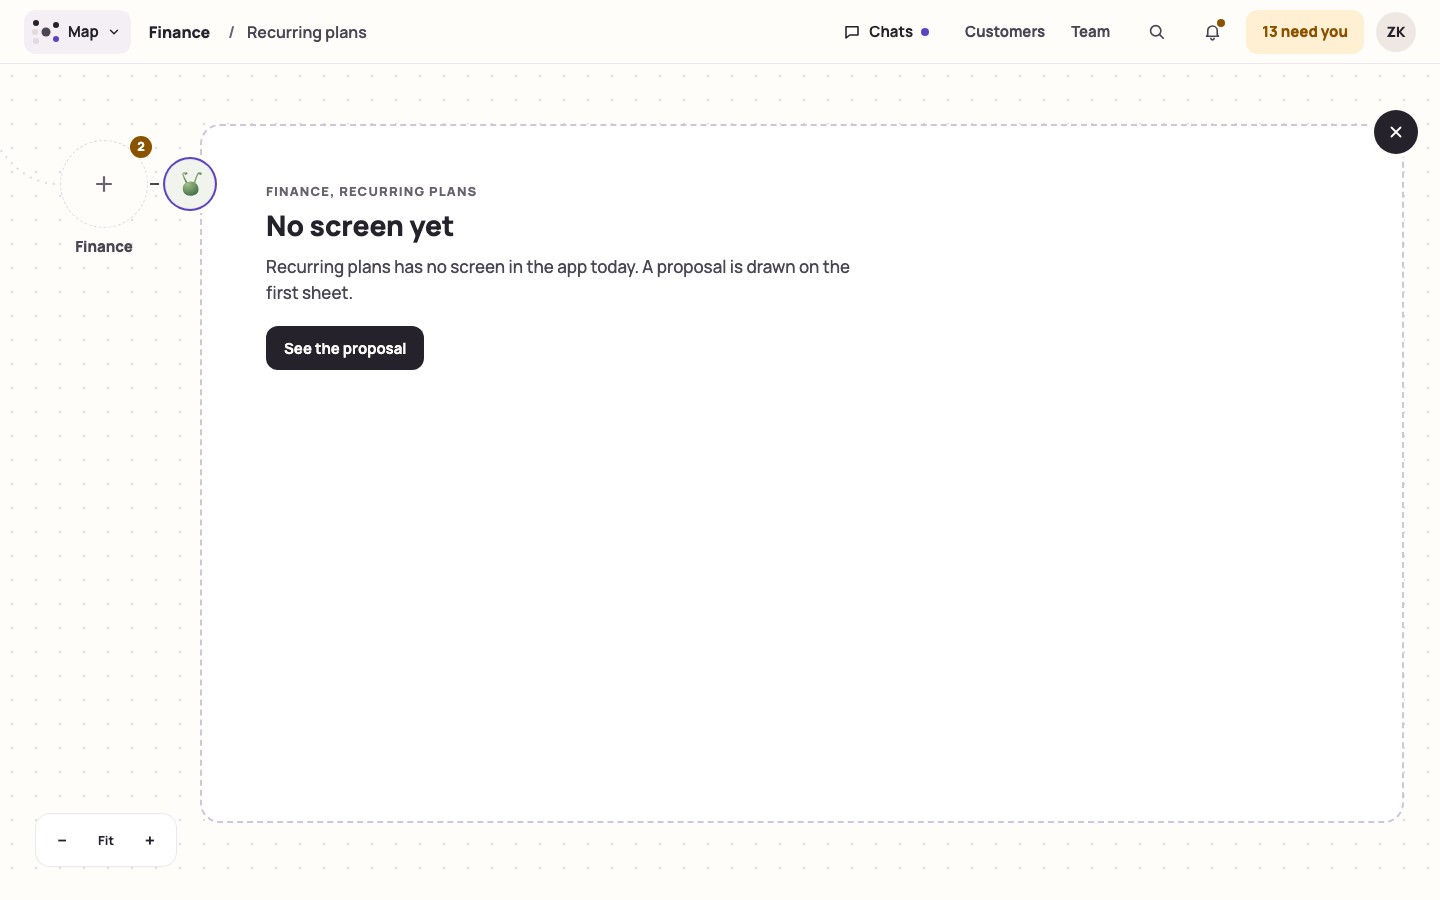 Map
Finance / Recurring plans
Chats
Customers
Team
13 need you
ZK
2
Finance
FINANCE, RECURRING PLANS
No screen yet
Recurring plans has no screen in the app today. A proposal is drawn on the
first sheet.
See the proposal
− Fit +